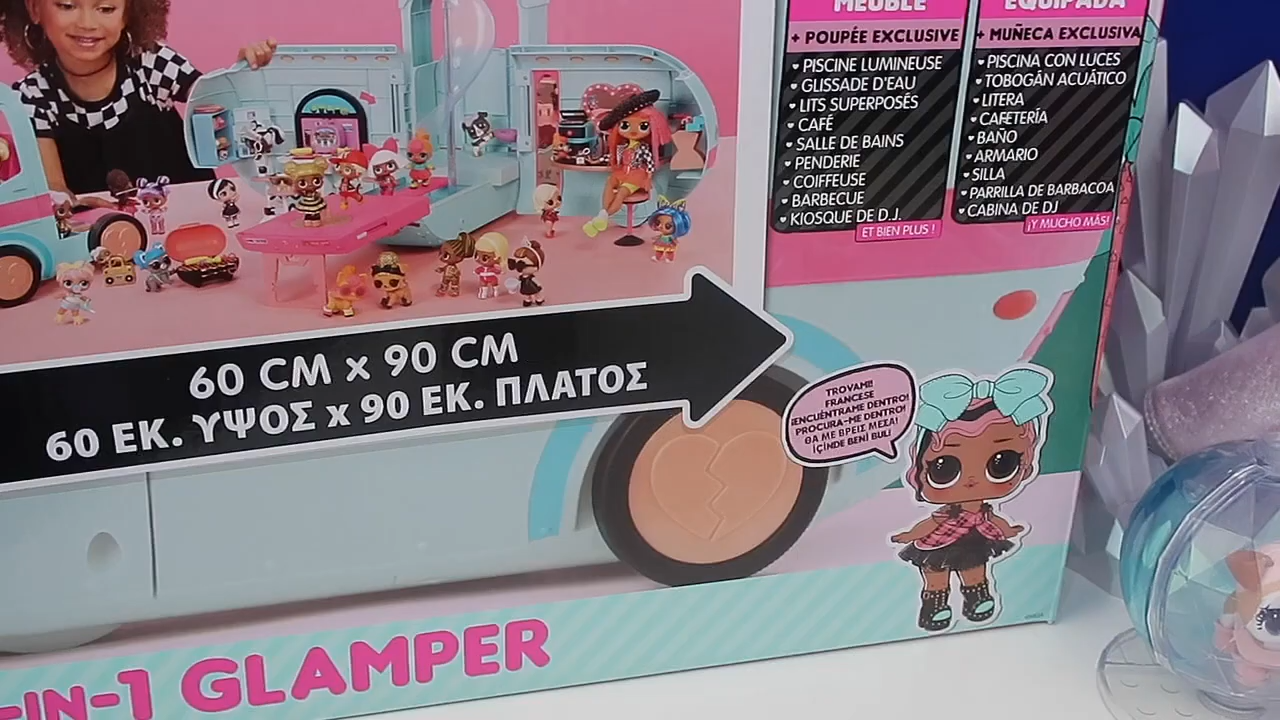 MEUBLÉ
+ POUPÉE EXCLUSIVE
PISCINE LUMINEUSE
GLISSADE D'EAU
LITS SUPERPOSÉS
CAFÉ
SALLE DE BAINS
PENDERIE
COIFFEUSE
BARBECUE
KIOSQUE DE D.J.
ET BIEN PLUS !
EQUIPADA
+ MUÑECA EXCLUSIVA
PISCINA CON LUCES
TOBOGÁN ACUÁTICO
LITERA
CAFETERÍA
BAÑO
ARMARIO
SILLA
PARRILLA DE BARBACOA
CABINA DE DJ
¡Y MUCHO MÁS!
60 CM x 90 CM
60 ΕΚ. ΥΨΟΣ x 90 ΕΚ. ΠΛΑΤΟΣ
TROVAMI!
FRANCESE
¡ENCUÉNTRAME DENTRO!
PROCURA-ME DENTRO!
ΘΑ ΜΕ ΒΡΕΙΣ ΜΕΣΑ!
İÇİNDE BENİ BUL!
-IN-1 GLAMPER